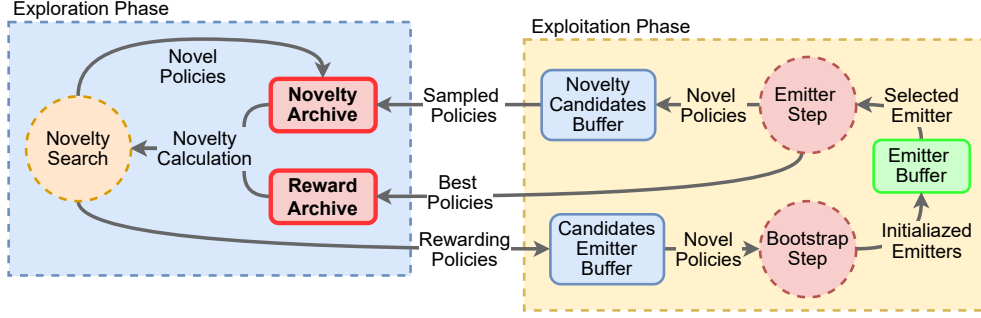 Exploration Phase
Novel
Policies
Novelty
Archive
Novelty
Search
Novelty
Calculation
Reward
Archive
Sampled
Policies
Best
Policies
Rewarding
Policies
Exploitation Phase
Novelty
Candidates
Buffer
Novel
Policies
Emitter
Step
Selected
Emitter
Emitter
Buffer
Candidates
Emitter
Buffer
Novel
Policies
Bootstrap
Step
Initialiazed
Emitters